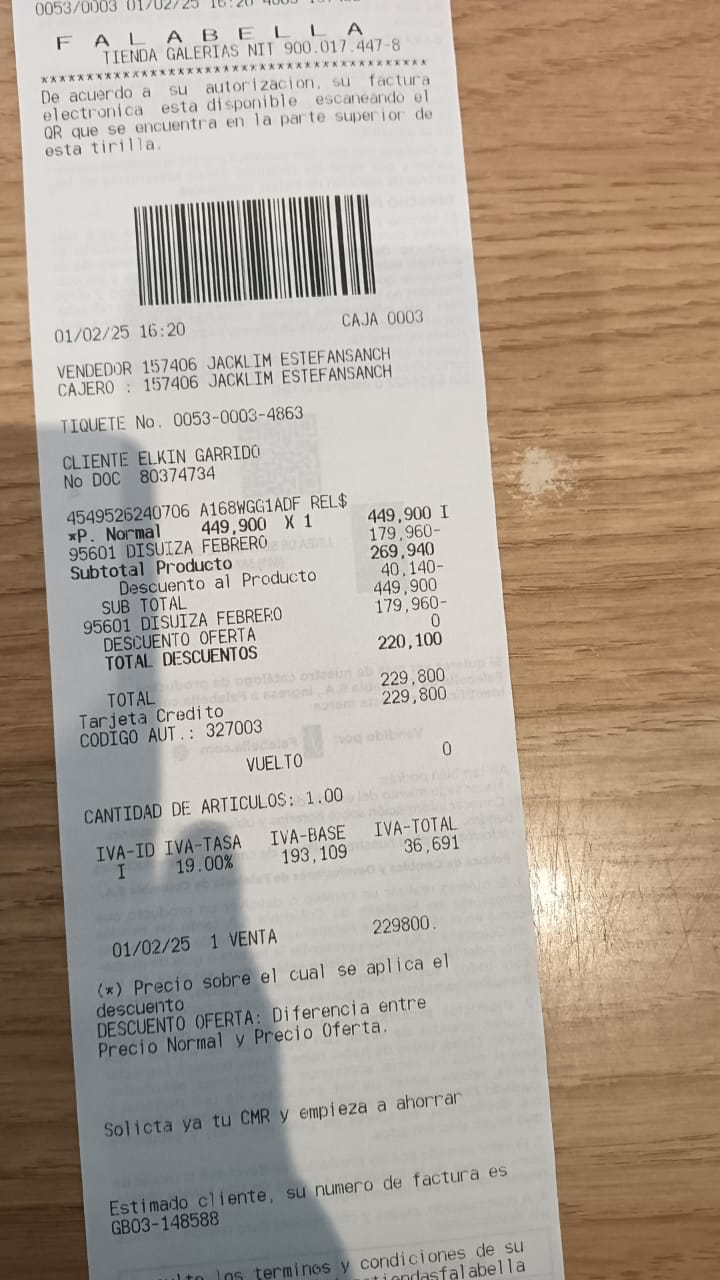 0053/0003 01/02/25 16:20
F A L A B E L L A
TIENDA GALERIAS NIT 900.017.447-8
******************************************
De acuerdo a su autorizacion, su factura
electronica esta disponible escaneando el
QR que se encuentra en la parte superior de
esta tirilla.
01/02/25 16:20 CAJA 0003
VENDEDOR 157406 JACKLIM ESTEFANSANCH
CAJERO : 157406 JACKLIM ESTEFANSANCH
TIQUETE No. 0053-0003-4863
CLIENTE ELKIN GARRIDO
No DOC 80374734
4549526240706 A168WGG1ADF REL$
*P. Normal 449,900 X 1 449,900 I
95601 DISUIZA FEBRERO 179,960-
Subtotal Producto 269,940
Descuento al Producto 40,140-
SUB TOTAL 449,900
95601 DISUIZA FEBRERO 179,960-
DESCUENTO OFERTA 0
TOTAL DESCUENTOS 220,100
TOTAL 229,800
Tarjeta Credito 229,800
CODIGO AUT.: 327003
VUELTO 0
CANTIDAD DE ARTICULOS: 1.00
IVA-ID IVA-TASA IVA-BASE IVA-TOTAL
I 19.00% 193,109 36,691
01/02/25 1 VENTA 229800.
(*) Precio sobre el cual se aplica el
descuento
DESCUENTO OFERTA: Diferencia entre
Precio Normal y Precio Oferta.
Solicta ya tu CMR y empieza a ahorrar
Estimado cliente, su numero de factura es
GB03-148588
los terminos y condiciones de su